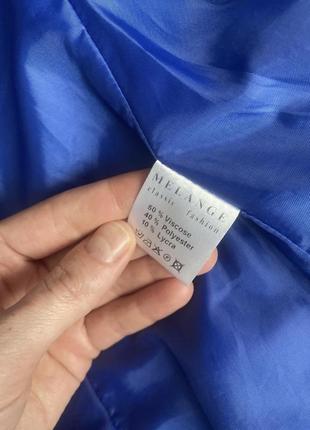 MELANGE
classic fashion
50 % Viscose
40 % Polyester
10 % Lycra